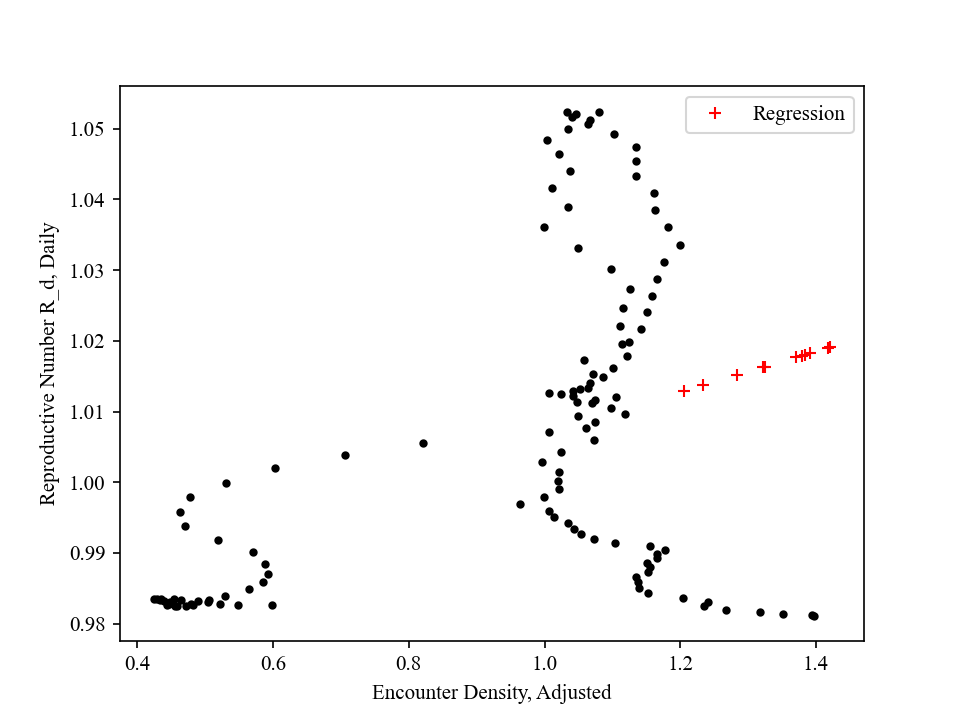 Regression
1.05
1.04
1.03
1.02
1.01
1.00
0.99
0.98
Reproductive Number R_d, Daily
0.4 0.6 0.8 1.0 1.2 1.4
Encounter Density, Adjusted